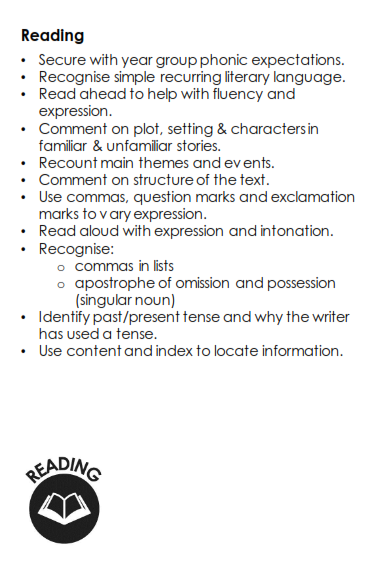 Reading
• Secure with year group phonic expectations.
• Recognise simple recurring literary language.
• Read ahead to help with fluency and
expression.
• Comment on plot, setting & characters in
familiar & unfamiliar stories.
• Recount main themes and events.
• Comment on structure of the text.
• Use commas, question marks and exclamation
marks to vary expression.
• Read aloud with expression and intonation.
• Recognise:
o commas in lists
o apostrophe of omission and possession
(singular noun)
• Identify past/present tense and why the writer
has used a tense.
• Use content and index to locate information.
READING